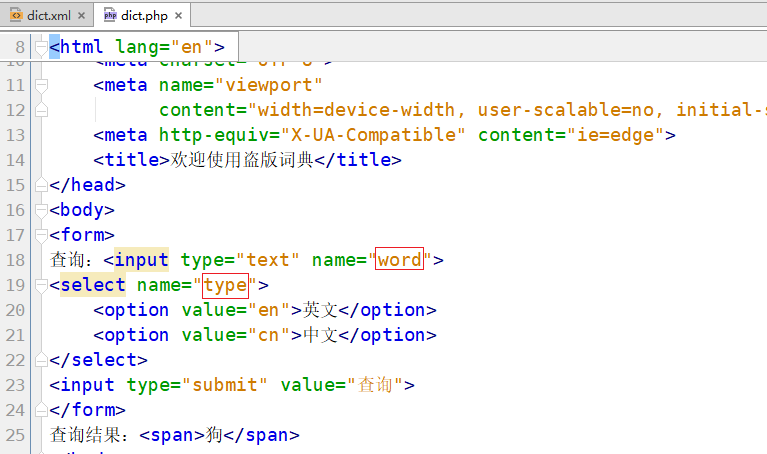 dict.xml dict.php
8 <html lang="en">
11 <meta name="viewport"
12 content="width=device-width, user-scalable=no, initial-s
13 <meta http-equiv="X-UA-Compatible" content="ie=edge">
14 <title>欢迎使用盗版词典</title>
15 </head>
16 <body>
17 <form>
18 查询：<input type="text" name="word">
19 <select name="type">
20 <option value="en">英文</option>
21 <option value="cn">中文</option>
22 </select>
23 <input type="submit" value="查询">
24 </form>
25 查询结果：<span>狗</span>